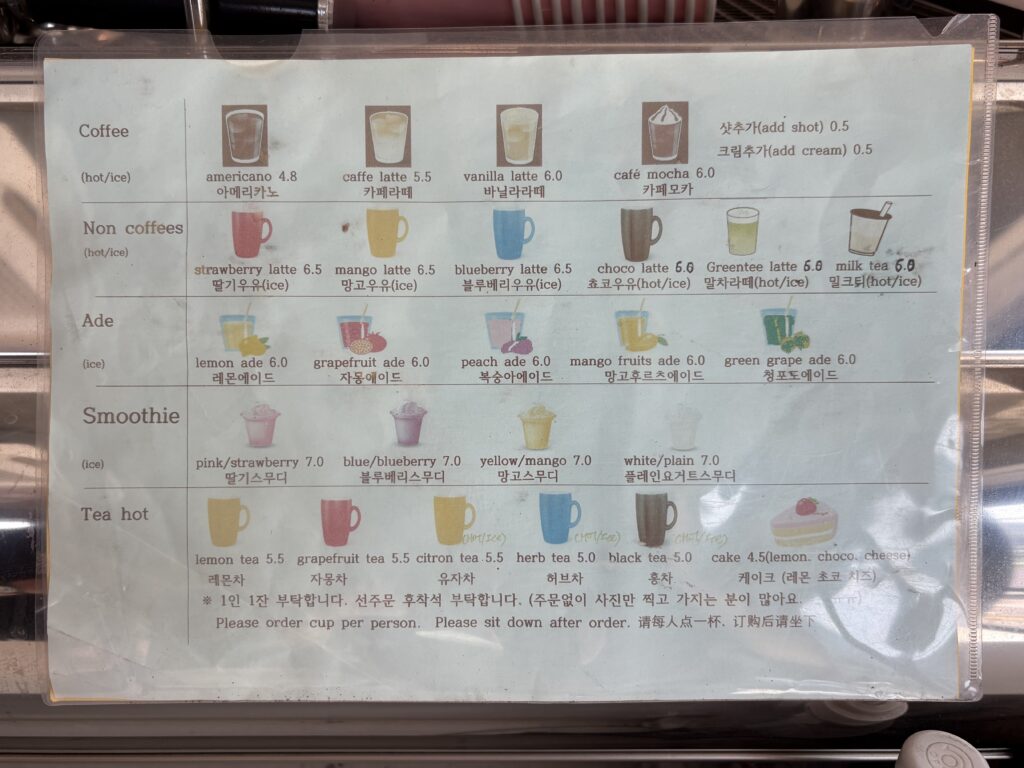 Coffee
(hot/ice)
americano 4.8
아메리카노
caffe latte 5.5
카페라떼
vanilla latte 6.0
바닐라라떼
café mocha 6.0
카페모카
샷추가(add shot) 0.5
크림추가(add cream) 0.5
Non coffees
(hot/ice)
strawberry latte 6.5
딸기우유(ice)
mango latte 6.5
망고우유(ice)
blueberry latte 6.5
블루베리우유(ice)
choco latte 6.0
쵸코우유(hot/ice)
Greentee latte 6.0
말차라떼(hot/ice)
milk tea 6.0
밀크티(hot/ice)
Ade
(ice)
lemon ade 6.0
레몬에이드
grapefruit ade 6.0
자몽애이드
peach ade 6.0
복숭아에이드
mango fruits ade 6.0
망고후르츠에이드
green grape ade 6.0
청포도에이드
Smoothie
(ice)
pink/strawberry 7.0
딸기스무디
blue/blueberry 7.0
블루베리스무디
yellow/mango 7.0
망고스무디
white/plain 7.0
플레인요거트스무디
Tea hot
lemon tea 5.5
레몬차
grapefruit tea 5.5
자몽차
(HOT/ICE)
citron tea 5.5
유자차
(HOT/ICE)
herb tea 5.0
허브차
(HOT/ICE)
black tea 5.0
홍차
cake 4.5(lemon. choco. cheese)
케이크 (레몬 초코 치즈)
※ 1인 1잔 부탁합니다. 선주문 후착석 부탁합니다. (주문없이 사진만 찍고 가지는 분이 많아요.
Please order cup per person. Please sit down after order. 请每人点一杯. 订购后请坐下